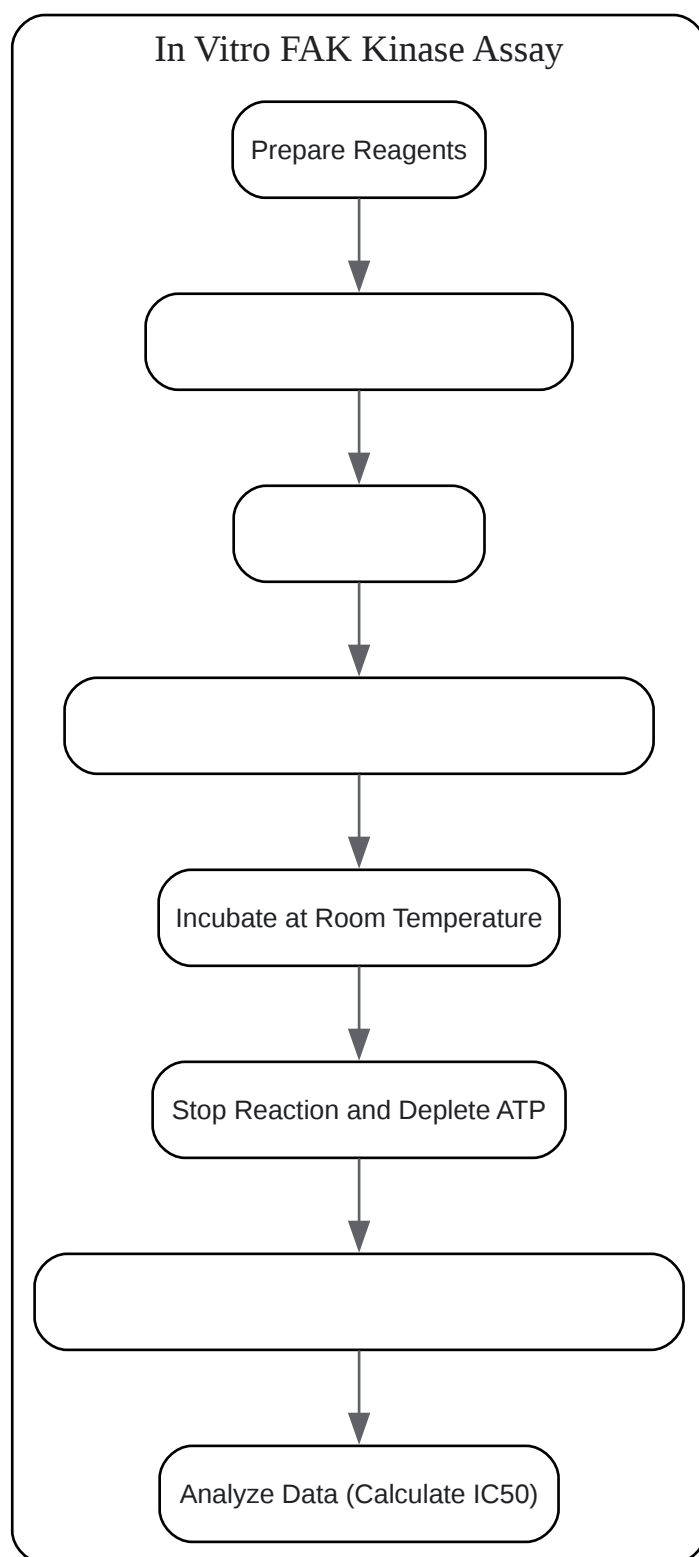 In Vitro FAK Kinase Assay
Prepare Reagents
Incubate at Room Temperature
Stop Reaction and Deplete ATP
Analyze Data (Calculate IC50)